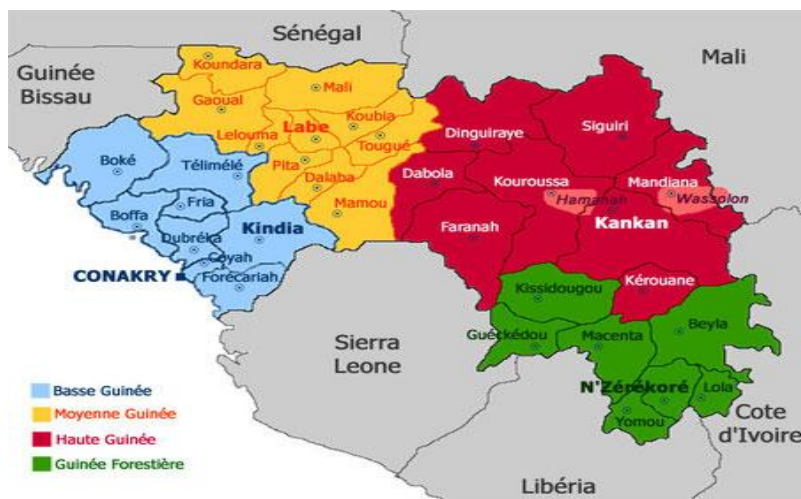 Sénégal
Mali
Guinée
Bissau
Koundara
Gaoual
Mali
Koubia
Lelouma
Labe
Tougué
Pita
Dalaba
Mamou
Dinguiraye
Siguiri
Dabola
Kouroussa
Hamanah
Mandiana
Wassolon
Faranah
Kankan
Kérouane
Boké
Télimélé
Boffa
Fria
Kindia
Dubréka
Coyah
CONAKRY
Forécariah
Kissidougou
Guéckédou
Macenta
Beyla
N'Zérékoré
Lola
Yomou
Sierra
Leone
Cote
d'Ivoire
Libéria
Basse Guinée
Moyenne Guinée
Haute Guinée
Guinée Forestière